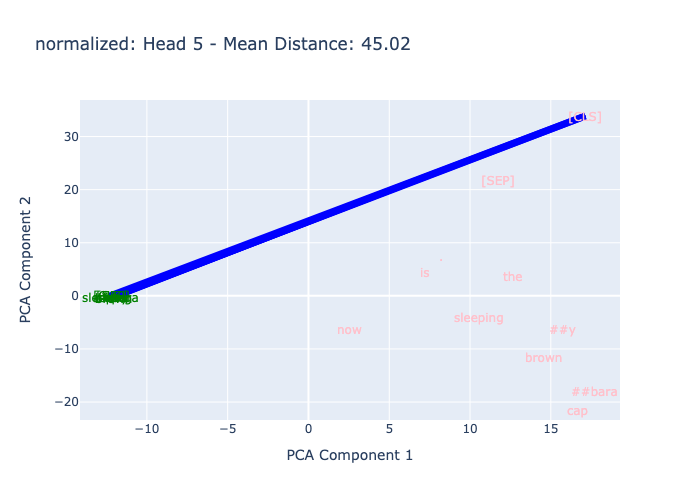 normalized: Head 5 - Mean Distance: 45.02
30
[CLS]
[SEP]
20
10
.
is
the
0
sleeping
now
##y
−10
brown
##bara
−20
cap
−10
−5
0
5
10
15
PCA Component 1
PCA Component 2